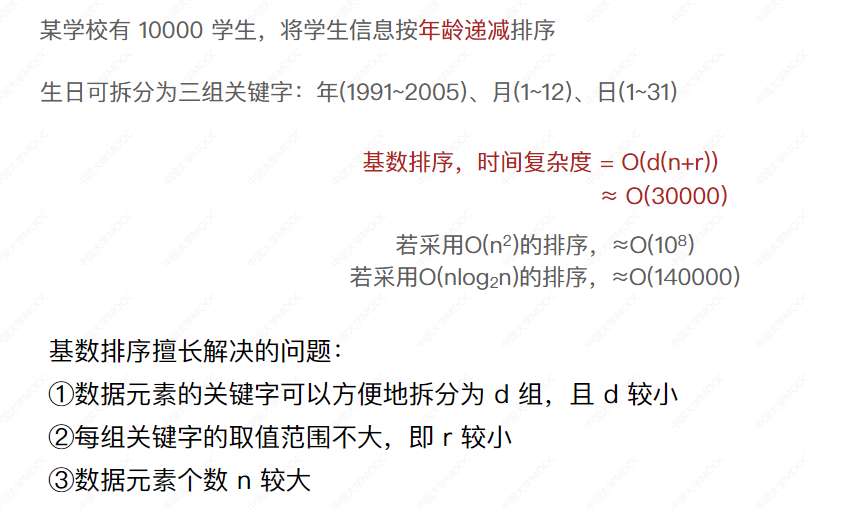 某学校有 10000 学生，将学生信息按年龄递减排序
生日可拆分为三组关键字：年(1991~2005)、月(1~12)、日(1~31)
基数排序，时间复杂度 = O(d(n+r))
≈ O(30000)
若采用O(n²)的排序，≈O(10⁸)
若采用O(nlog₂n)的排序，≈O(140000)
基数排序擅长解决的问题：
①数据元素的关键字可以方便地拆分为 d 组，且 d 较小
②每组关键字的取值范围不大，即 r 较小
③数据元素个数 n 较大